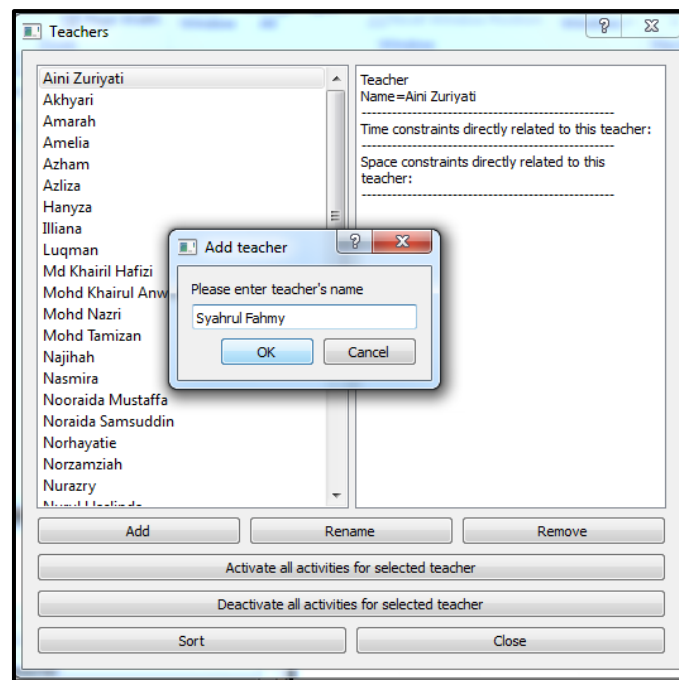 Teachers
Aini Zuriyati
Akhyari
Amarah
Amelia
Azham
Azliza
Hanyza
Illiana
Luqman
Md Khairil Hafizi
Mohd Khairul Anw
Mohd Nazri
Mohd Tamizan
Najihah
Nasmira
Nooraida Mustaffa
Noraida Samsuddin
Norhayatie
Norzamziah
Nurazry
Teacher
Name=Aini Zuriyati
------------------------------------------------
Time constraints directly related to this teacher:
------------------------------------------------
Space constraints directly related to this
teacher:
------------------------------------------------
Add teacher
Please enter teacher's name
Syahrul Fahmy
OK Cancel
Add Rename Remove
Activate all activities for selected teacher
Deactivate all activities for selected teacher
Sort Close